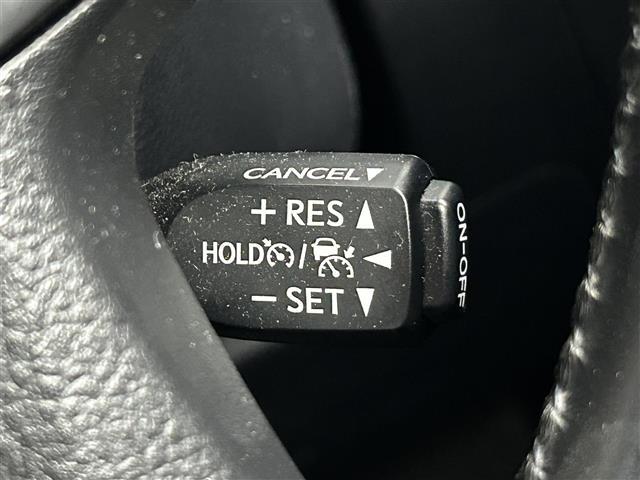 CANCEL▼
+ RES ▲
HOLD / ◀
− SET ▼
ON-OFF